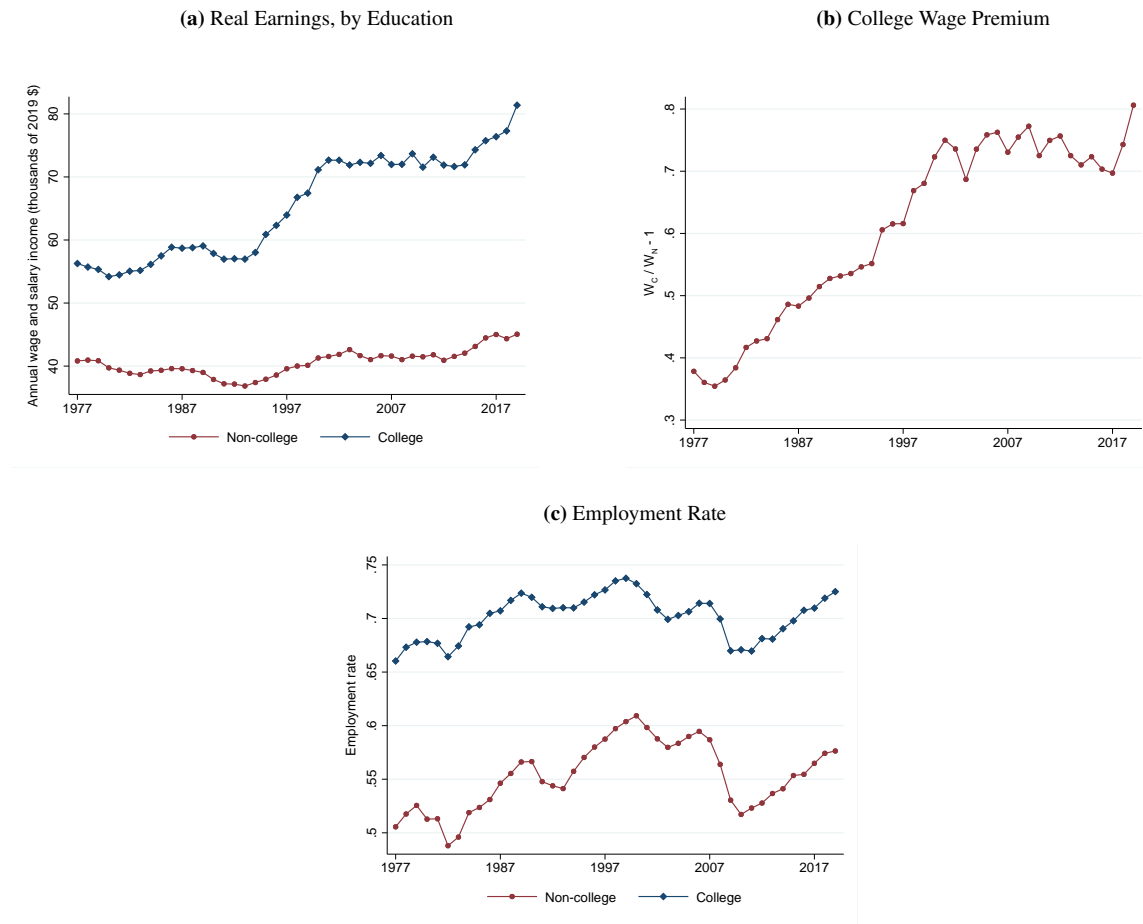 (a) Real Earnings, by Education
Annual wage and salary income (thousands of 2019 $)
80
70
60
50
40
1977 1987 1997 2007 2017
Non-college College
(b) College Wage Premium
W_C / W_N - 1
.8
.7
.6
.5
.4
.3
1977 1987 1997 2007 2017
(c) Employment Rate
Employment rate
.75
.7
.65
.6
.55
.5
1977 1987 1997 2007 2017
Non-college College